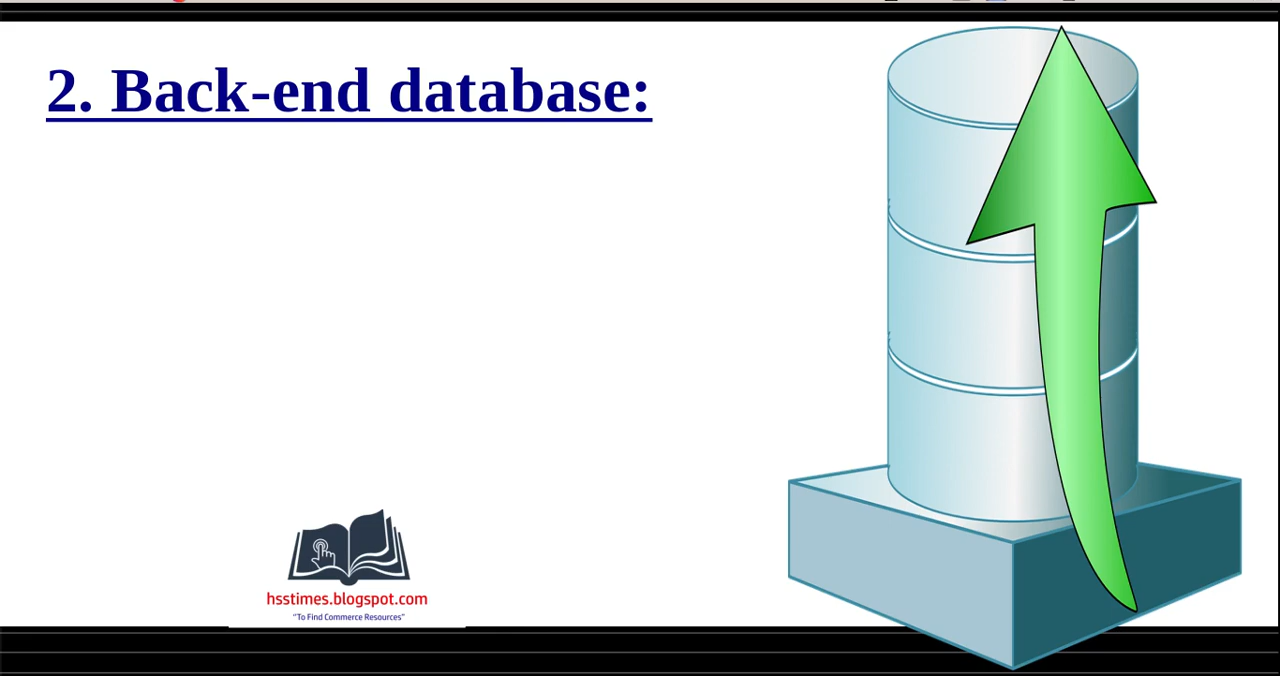 2. Back-end database:
hsstimes.blogspot.com
“To Find Commerce Resources”